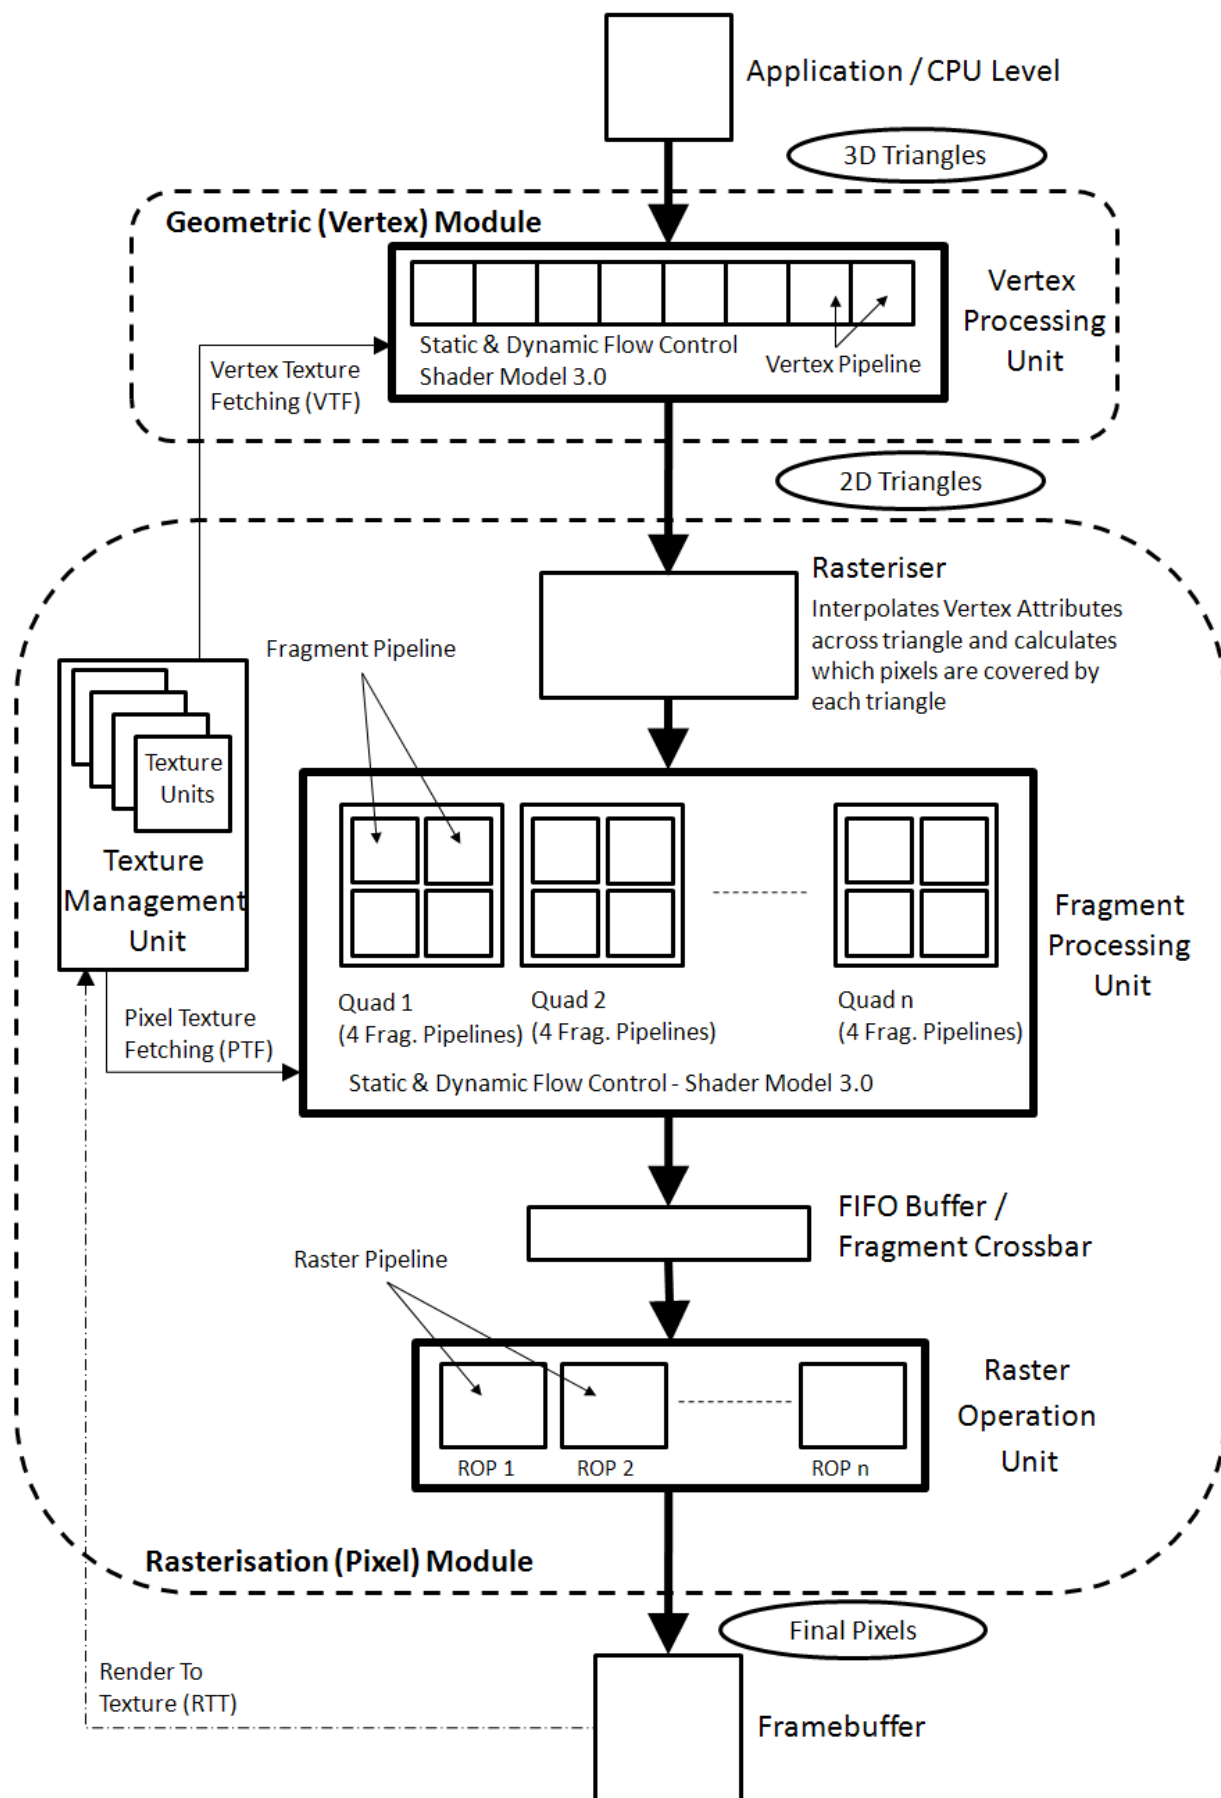 Application / CPU Level
3D Triangles
Geometric (Vertex) Module
Vertex
Processing
Unit
Static & Dynamic Flow Control
Shader Model 3.0
Vertex Pipeline
Vertex Texture
Fetching (VTF)
2D Triangles
Rasteriser
Interpolates Vertex Attributes
across triangle and calculates
which pixels are covered by
each triangle
Fragment Pipeline
Texture
Units
Texture
Management
Unit
Fragment
Processing
Unit
Quad 1
(4 Frag. Pipelines)
Quad 2
(4 Frag. Pipelines)
Quad n
(4 Frag. Pipelines)
Pixel Texture
Fetching (PTF)
Static & Dynamic Flow Control - Shader Model 3.0
FIFO Buffer /
Fragment Crossbar
Raster Pipeline
Raster
Operation
Unit
ROP 1
ROP 2
ROP n
Rasterisation (Pixel) Module
Final Pixels
Render To
Texture (RTT)
Framebuffer